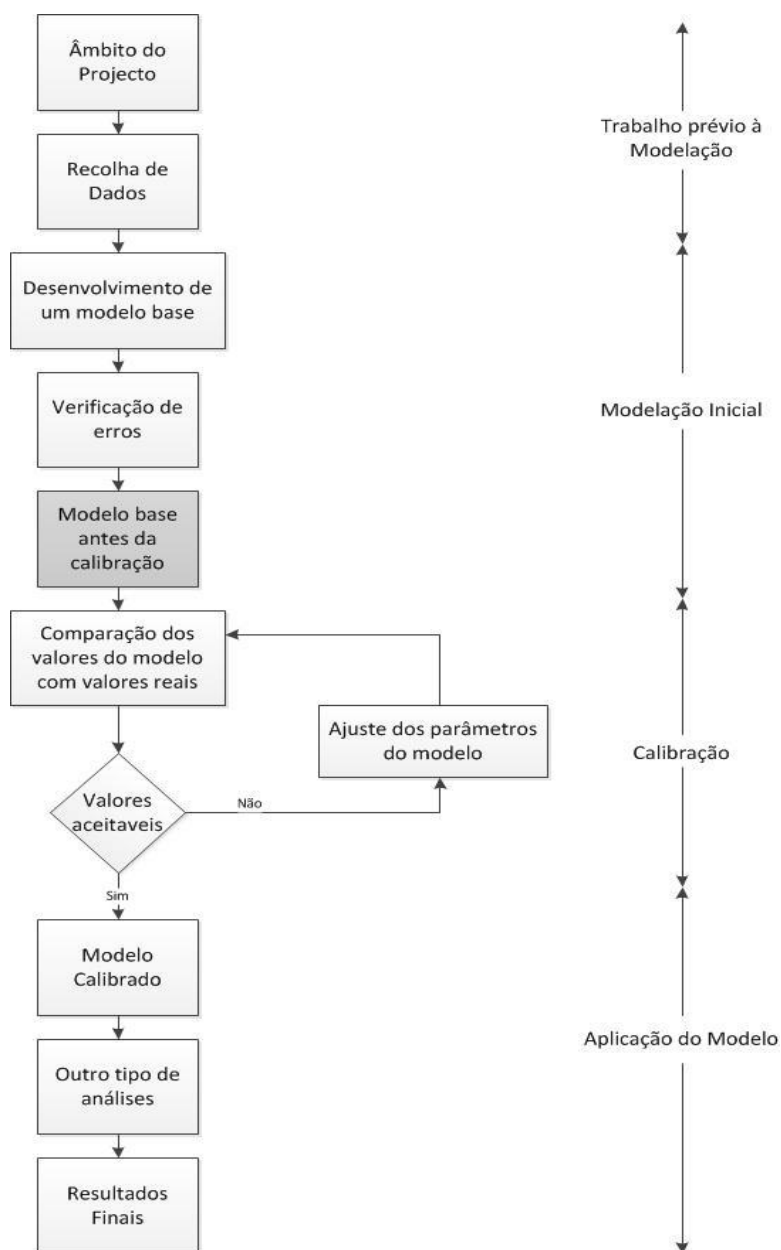 Âmbito do
Projecto
Recolha de
Dados
Trabalho prévio à
Modelação
Desenvolvimento de
um modelo base
Verificação de
erros
Modelo base
antes da
calibração
Modelação Inicial
Comparação dos
valores do modelo
com valores reais
Ajuste dos parâmetros
do modelo
Valores
aceitaveis
Não
Sim
Calibração
Modelo
Calibrado
Outro tipo de
análises
Resultados
Finais
Aplicação do Modelo